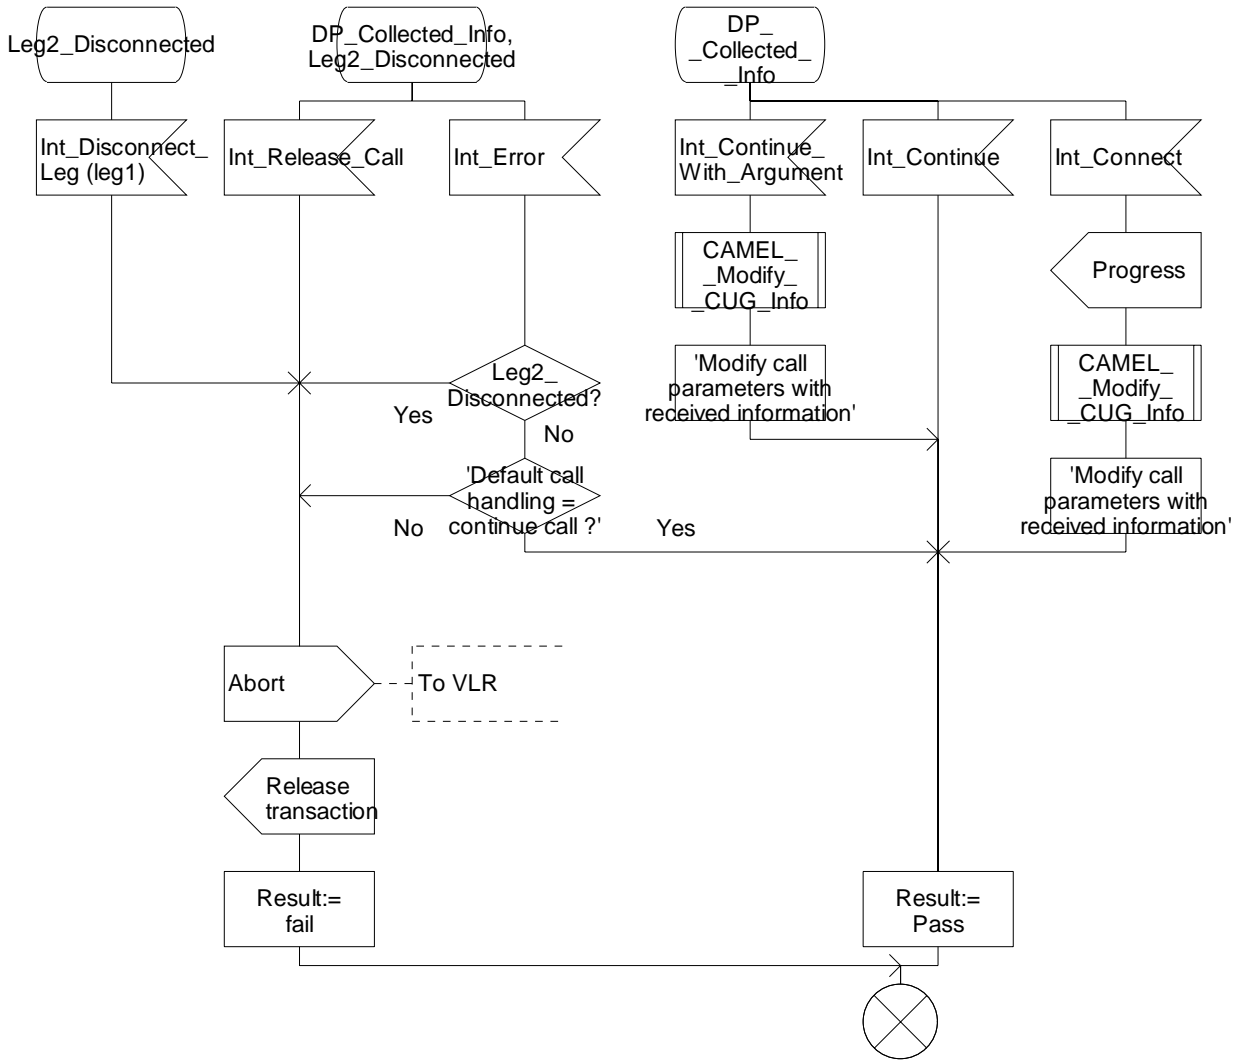 Leg2_Disconnected
DP_Collected_Info,
Leg2_Disconnected
DP_
_Collected_
_Info
Int_Disconnect_
Leg (leg1)
Int_Release_Call
Int_Error
Int_Continue_
With_Argument
Int_Continue
Int_Connect
CAMEL_
_Modify_
_CUG_Info
Progress
Leg2_
Disconnected?
Yes
No
'Modify call
parameters with
received information'
CAMEL_
_Modify_
_CUG_Info
'Default call
handling =
continue call ?'
No
Yes
'Modify call
parameters with
received information'
Abort
To VLR
Release
transaction
Result:=
fail
Result:=
Pass